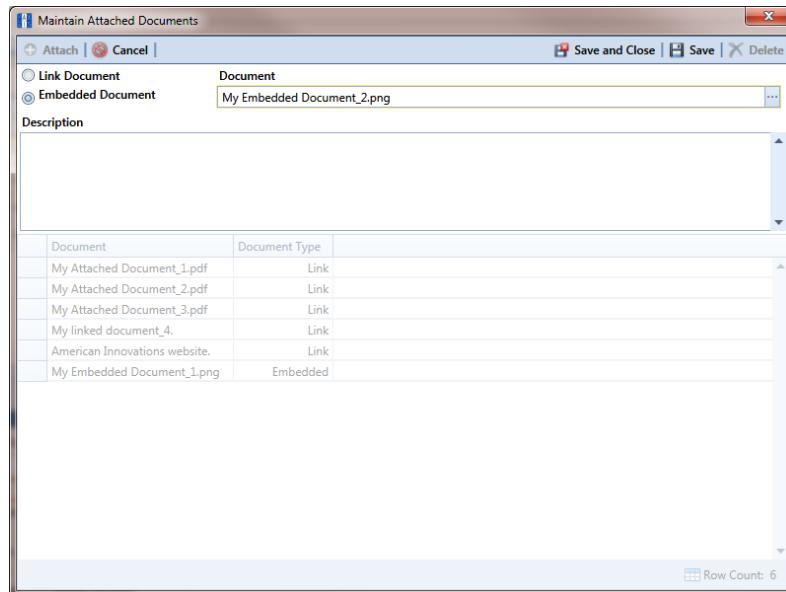 Maintain Attached Documents
Attach | Cancel | Save and Close | Save | Delete
Link Document Document
Embedded Document My Embedded Document_2.png ...
Description
Document Document Type
My Attached Document_1.pdf Link
My Attached Document_2.pdf Link
My Attached Document_3.pdf Link
My linked document_4. Link
American Innovations website. Link
My Embedded Document_1.png Embedded
Row Count: 6